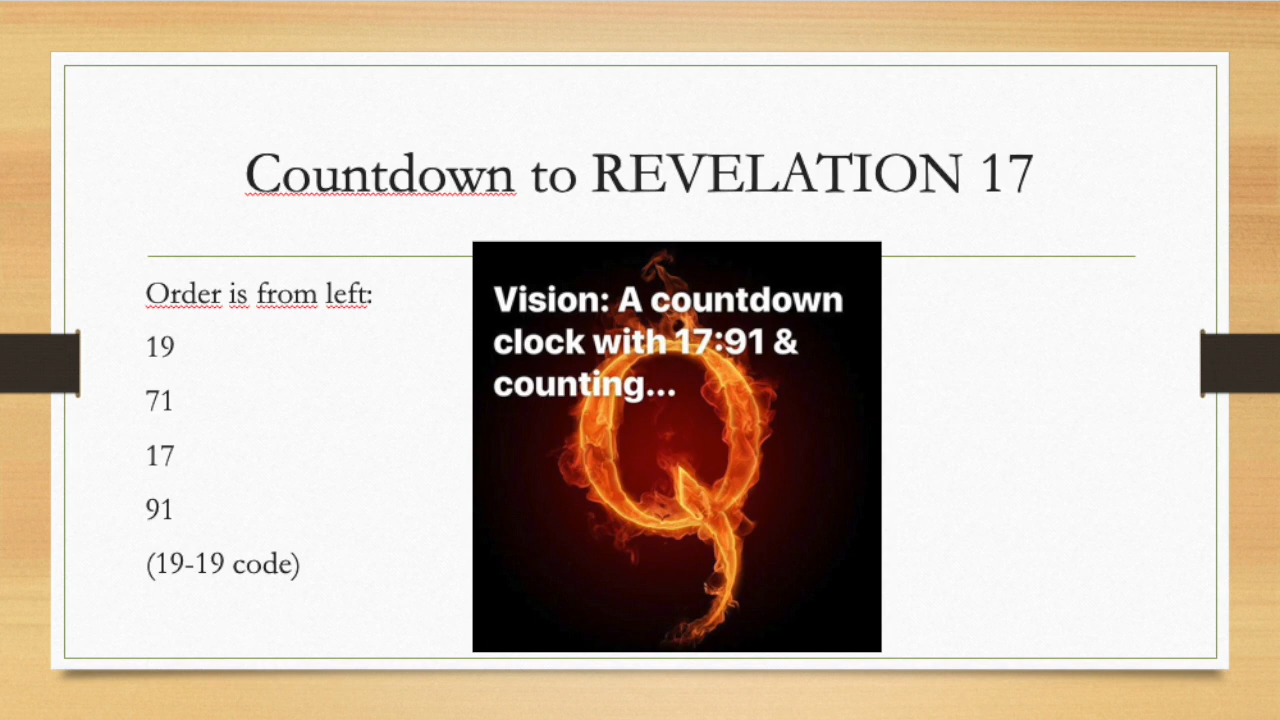 Countdown to REVELATION 17
Order is from left:
19
71
17
91
(19-19 code)
Vision: A countdown
clock with 17:91 &
counting...
Q